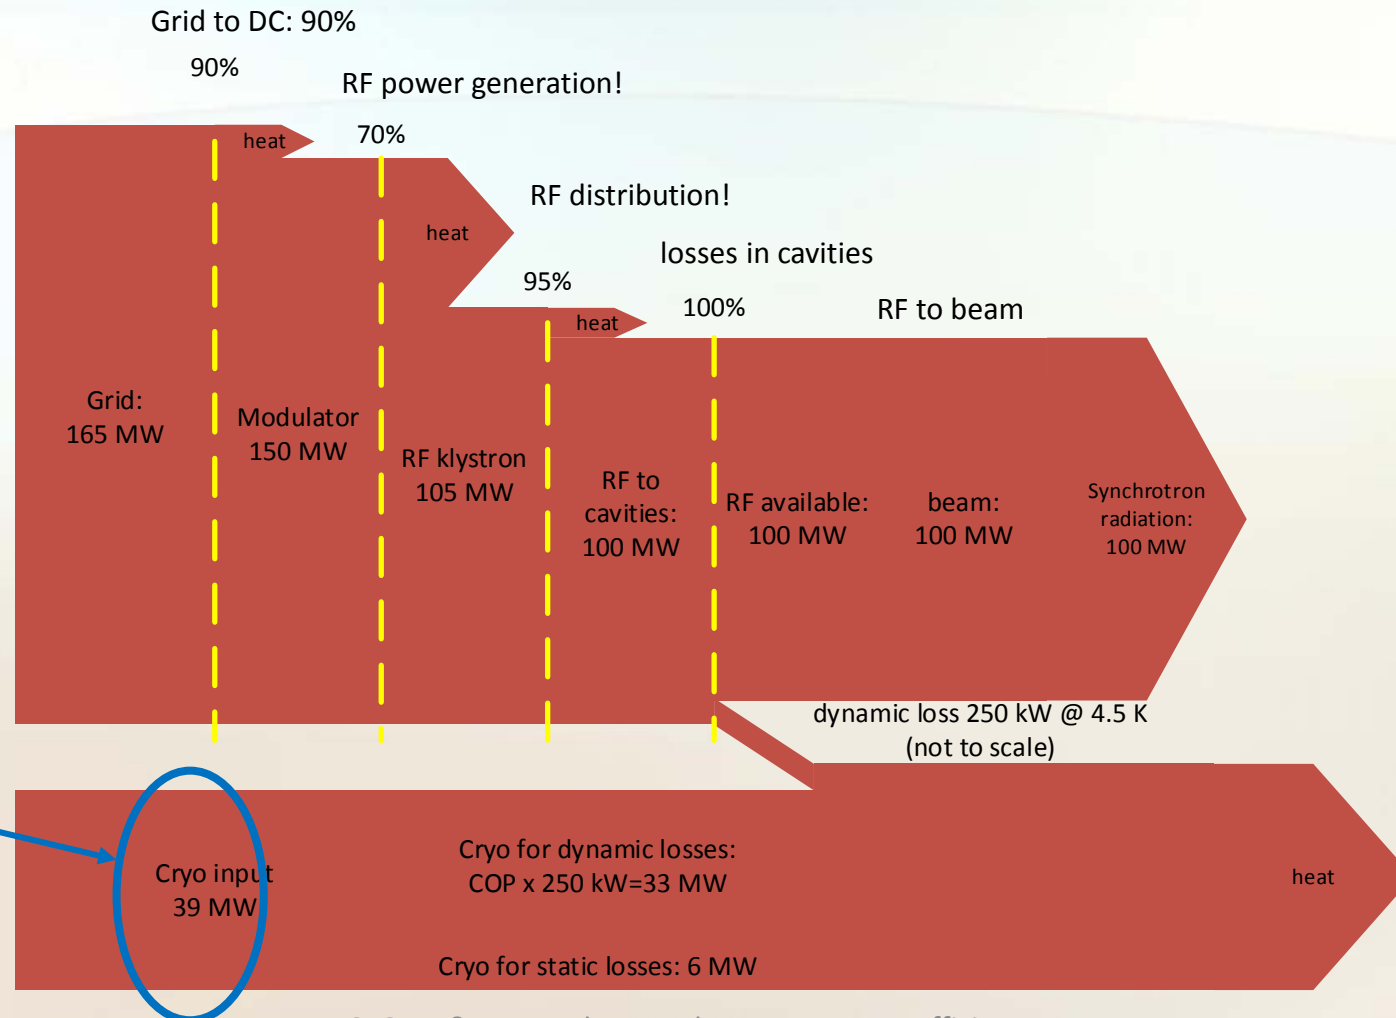 Grid to DC: 90%
90%
RF power generation!
heat
70%
RF distribution!
heat
losses in cavities
95%
100%
RF to beam
heat
Grid:
165 MW
Modulator
150 MW
RF klystron
105 MW
RF to
cavities:
100 MW
RF available:
100 MW
beam:
100 MW
Synchrotron
radiation:
100 MW
dynamic loss 250 kW @ 4.5 K
(not to scale)
Cryo input
39 MW
Cryo for dynamic losses:
COP x 250 kW=33 MW
heat
Cryo for static losses: 6 MW